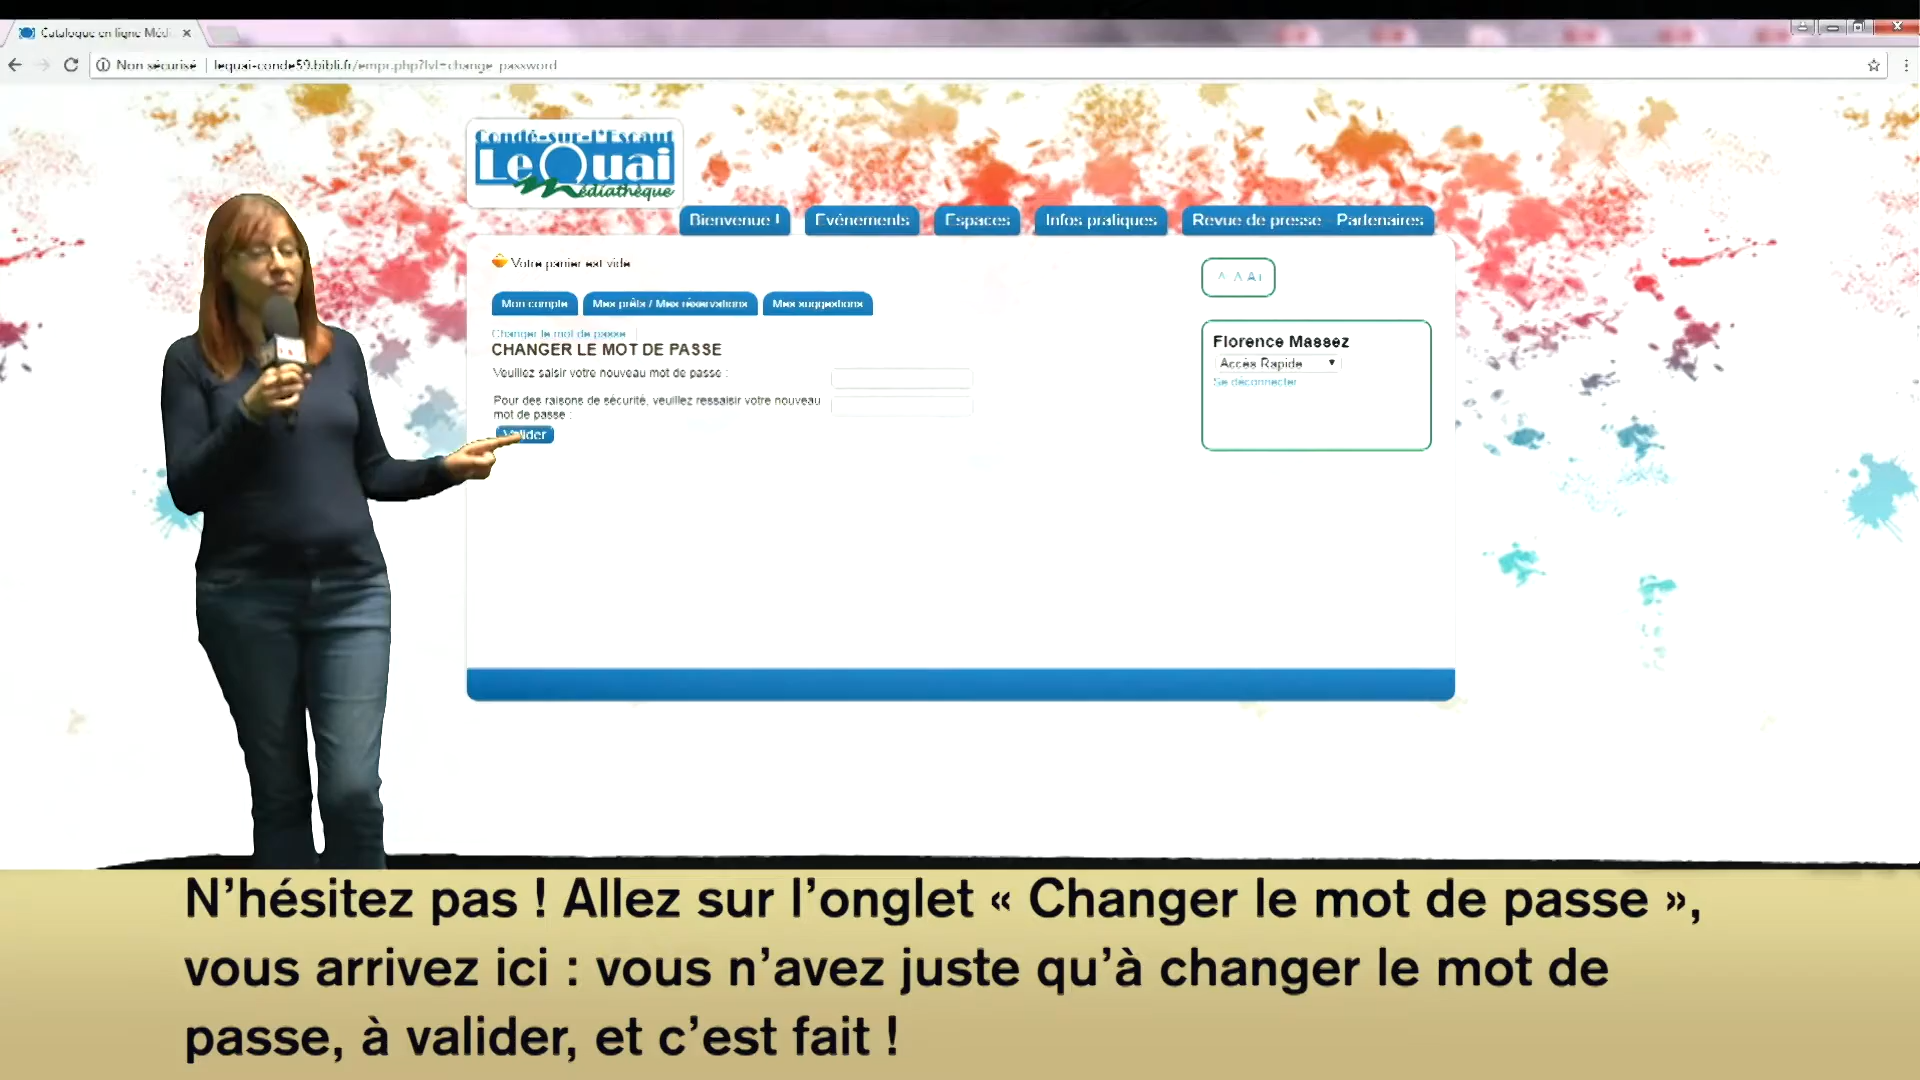 Catalogue en ligne Méd
Non sécurisé | lequai-conde59.bibli.fr/empr.php?lvl=change_password
Condé-sur-l'Escaut
Le Quai
médiathèque
Bienvenue ! Evénements Espaces Infos pratiques Revue de presse Partenaires
Votre panier est vide
A- A A+
Mon compte Mes prêts / Mes réservations Mes suggestions
Changer le mot de passe
CHANGER LE MOT DE PASSE
Florence Massez
Accès Rapide
Se déconnecter
Veuillez saisir votre nouveau mot de passe :
Pour des raisons de sécurité, veuillez ressaisir votre nouveau
mot de passe :
Valider
N’hésitez pas ! Allez sur l’onglet « Changer le mot de passe »,
vous arrivez ici : vous n’avez juste qu’à changer le mot de
passe, à valider, et c’est fait !